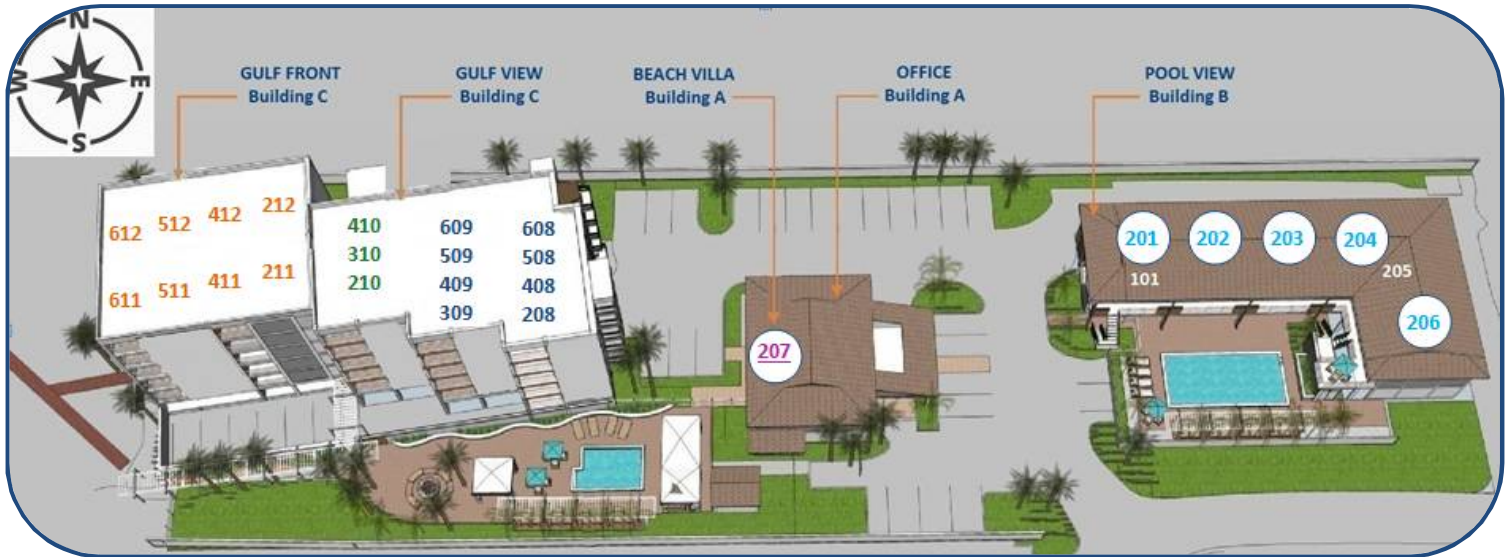 N
W
E
S
GULF FRONT
Building C
GULF VIEW
Building C
BEACH VILLA
Building A
OFFICE
Building A
POOL VIEW
Building B
612 512 412 212
611 511 411 211
410 609 608
310 509 508
210 409 408
309 208
207
201 202 203 204
101 205
206